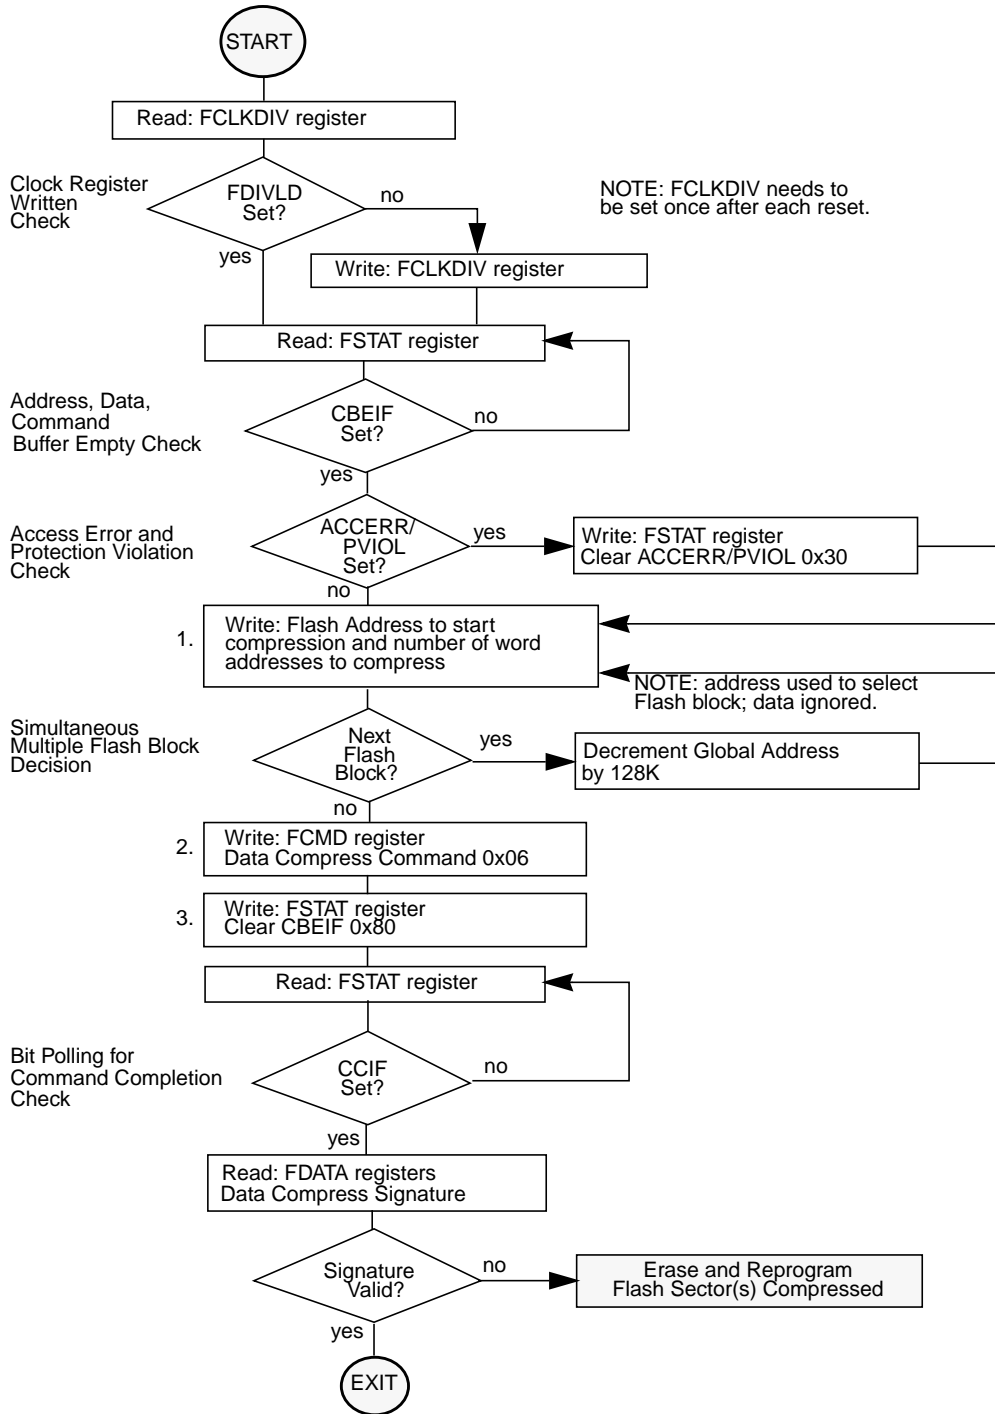 START
Read: FCLKDIV register
Clock Register
Written
Check
FDIVLD
Set?
no
yes
NOTE: FCLKDIV needs to
be set once after each reset.
Write: FCLKDIV register
Read: FSTAT register
Address, Data,
Command
Buffer Empty Check
CBEIF
Set?
no
yes
Access Error and
Protection Violation
Check
ACCERR/
PVIOL
Set?
yes
no
Write: FSTAT register
Clear ACCERR/PVIOL 0x30
1.
Write: Flash Address to start
compression and number of word
addresses to compress
NOTE: address used to select
Flash block; data ignored.
Simultaneous
Multiple Flash Block
Decision
Next
Flash
Block?
yes
no
Decrement Global Address
by 128K
2.
Write: FCMD register
Data Compress Command 0x06
3.
Write: FSTAT register
Clear CBEIF 0x80
Read: FSTAT register
Bit Polling for
Command Completion
Check
CCIF
Set?
no
yes
Read: FDATA registers
Data Compress Signature
Signature
Valid?
no
yes
Erase and Reprogram
Flash Sector(s) Compressed
EXIT